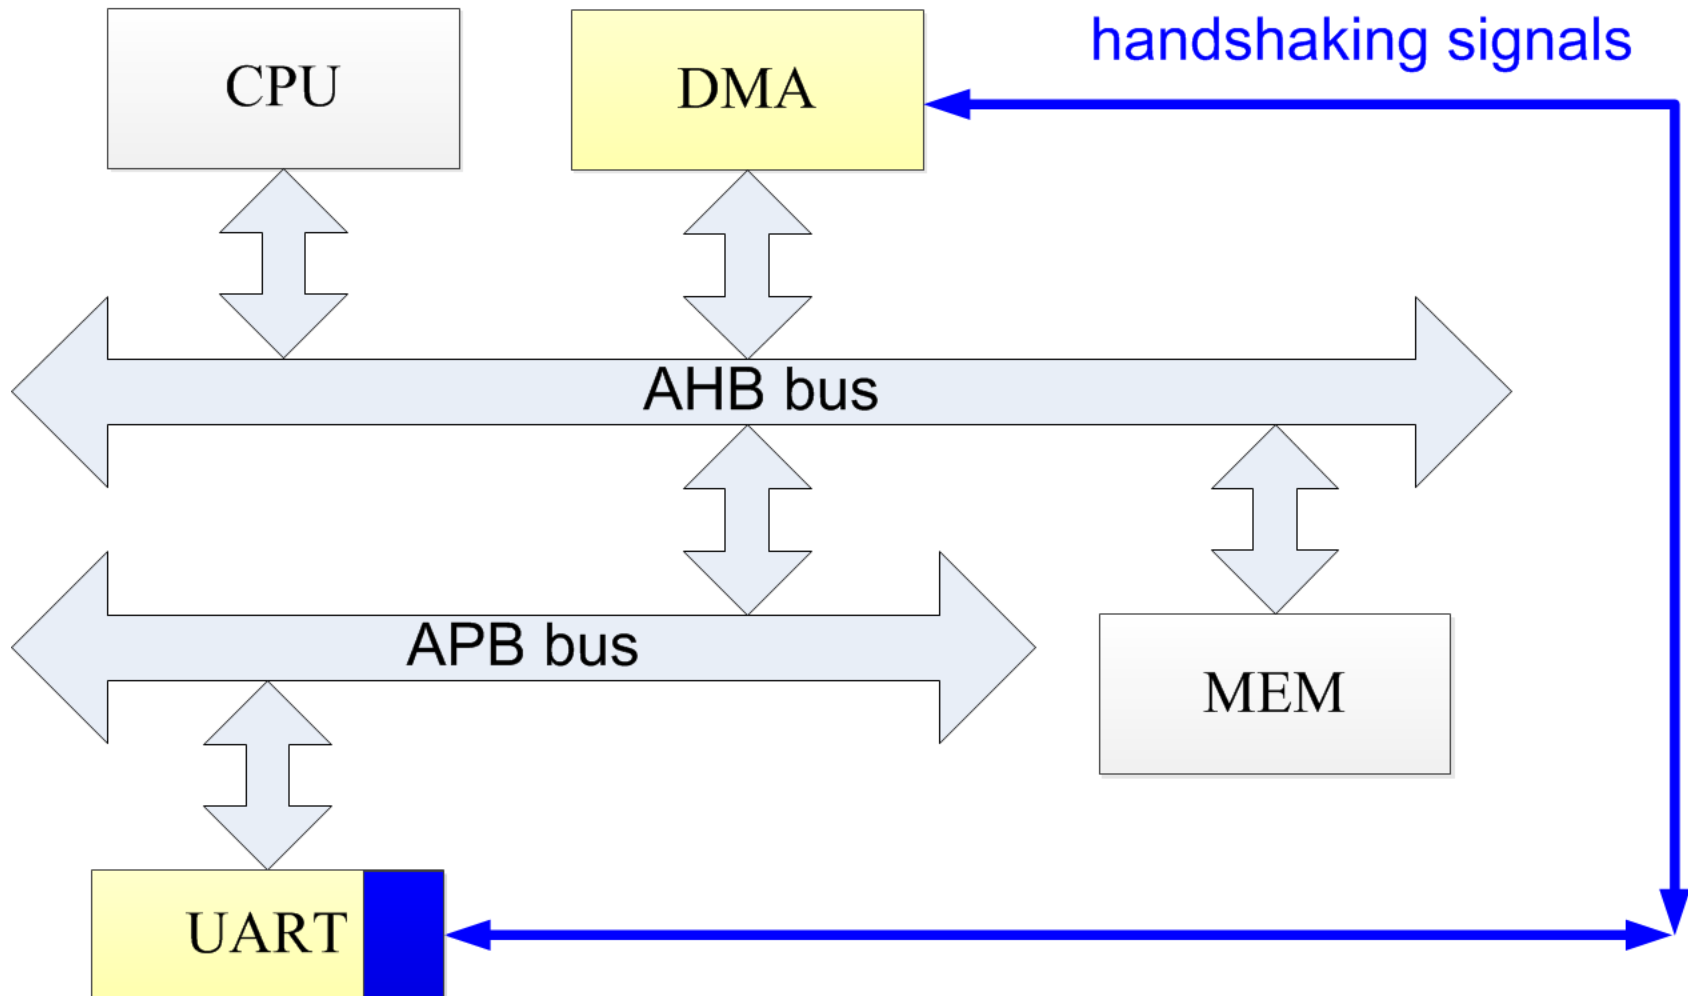 CPU
DMA
handshaking signals
AHB bus
APB bus
MEM
UART